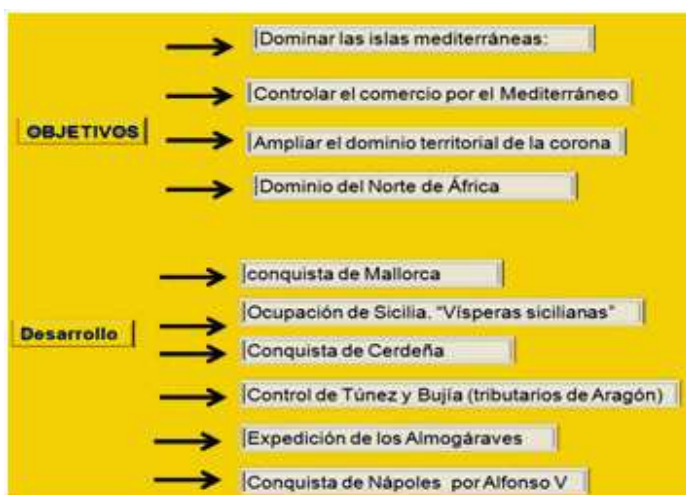 Dominar las islas mediterráneas:
Controlar el comercio por el Mediterráneo
OBJETIVOS
Ampliar el dominio territorial de la corona
Dominio del Norte de África
conquista de Mallorca
Ocupación de Sicilia. “Vísperas sicilianas”
Desarrollo
Conquista de Cerdeña
Control de Túnez y Bujía (tributarios de Aragón)
Expedición de los Almogáraves
Conquista de Nápoles por Alfonso V